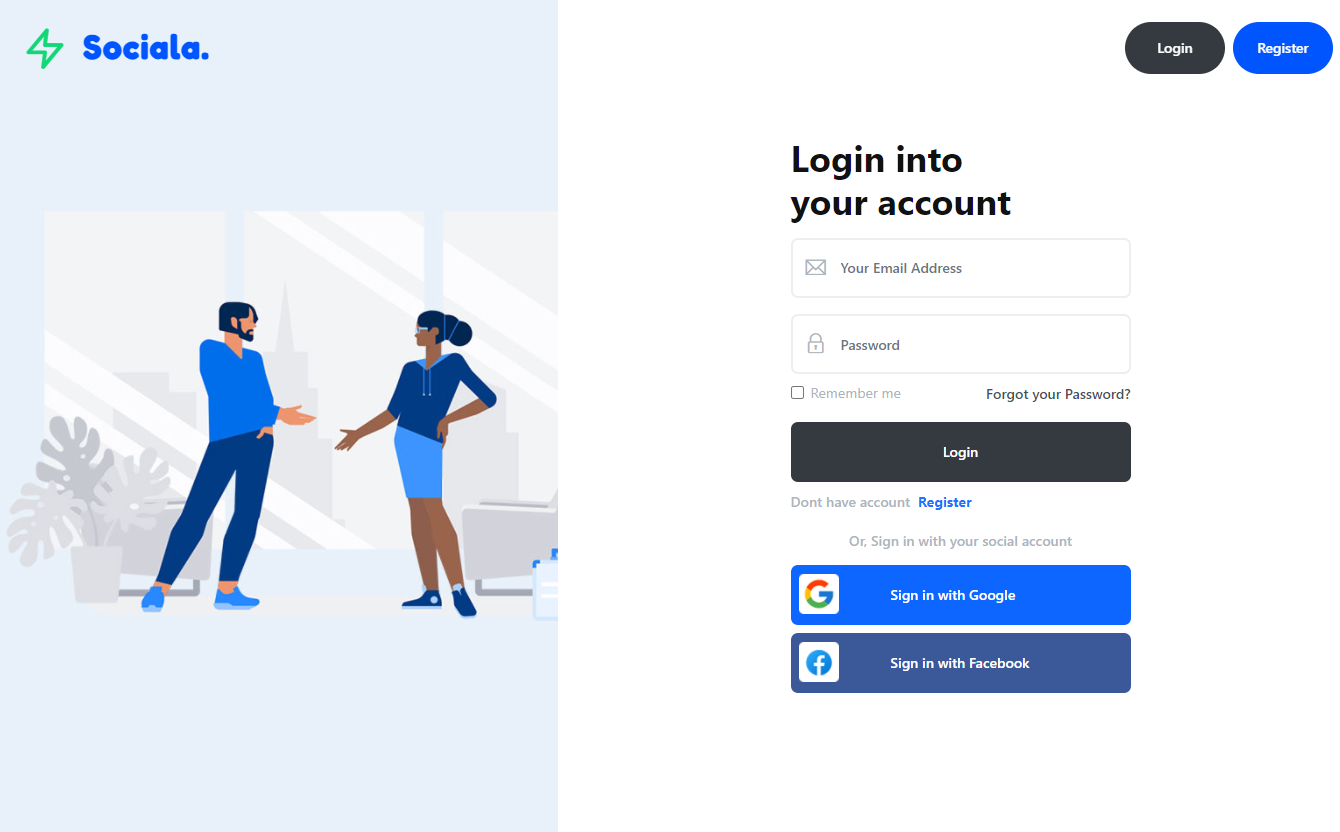 Sociala.
Login
Register
Login into
your account
Your Email Address
Password
Remember me
Forgot your Password?
Login
Dont have account Register
Or, Sign in with your social account
Sign in with Google
Sign in with Facebook